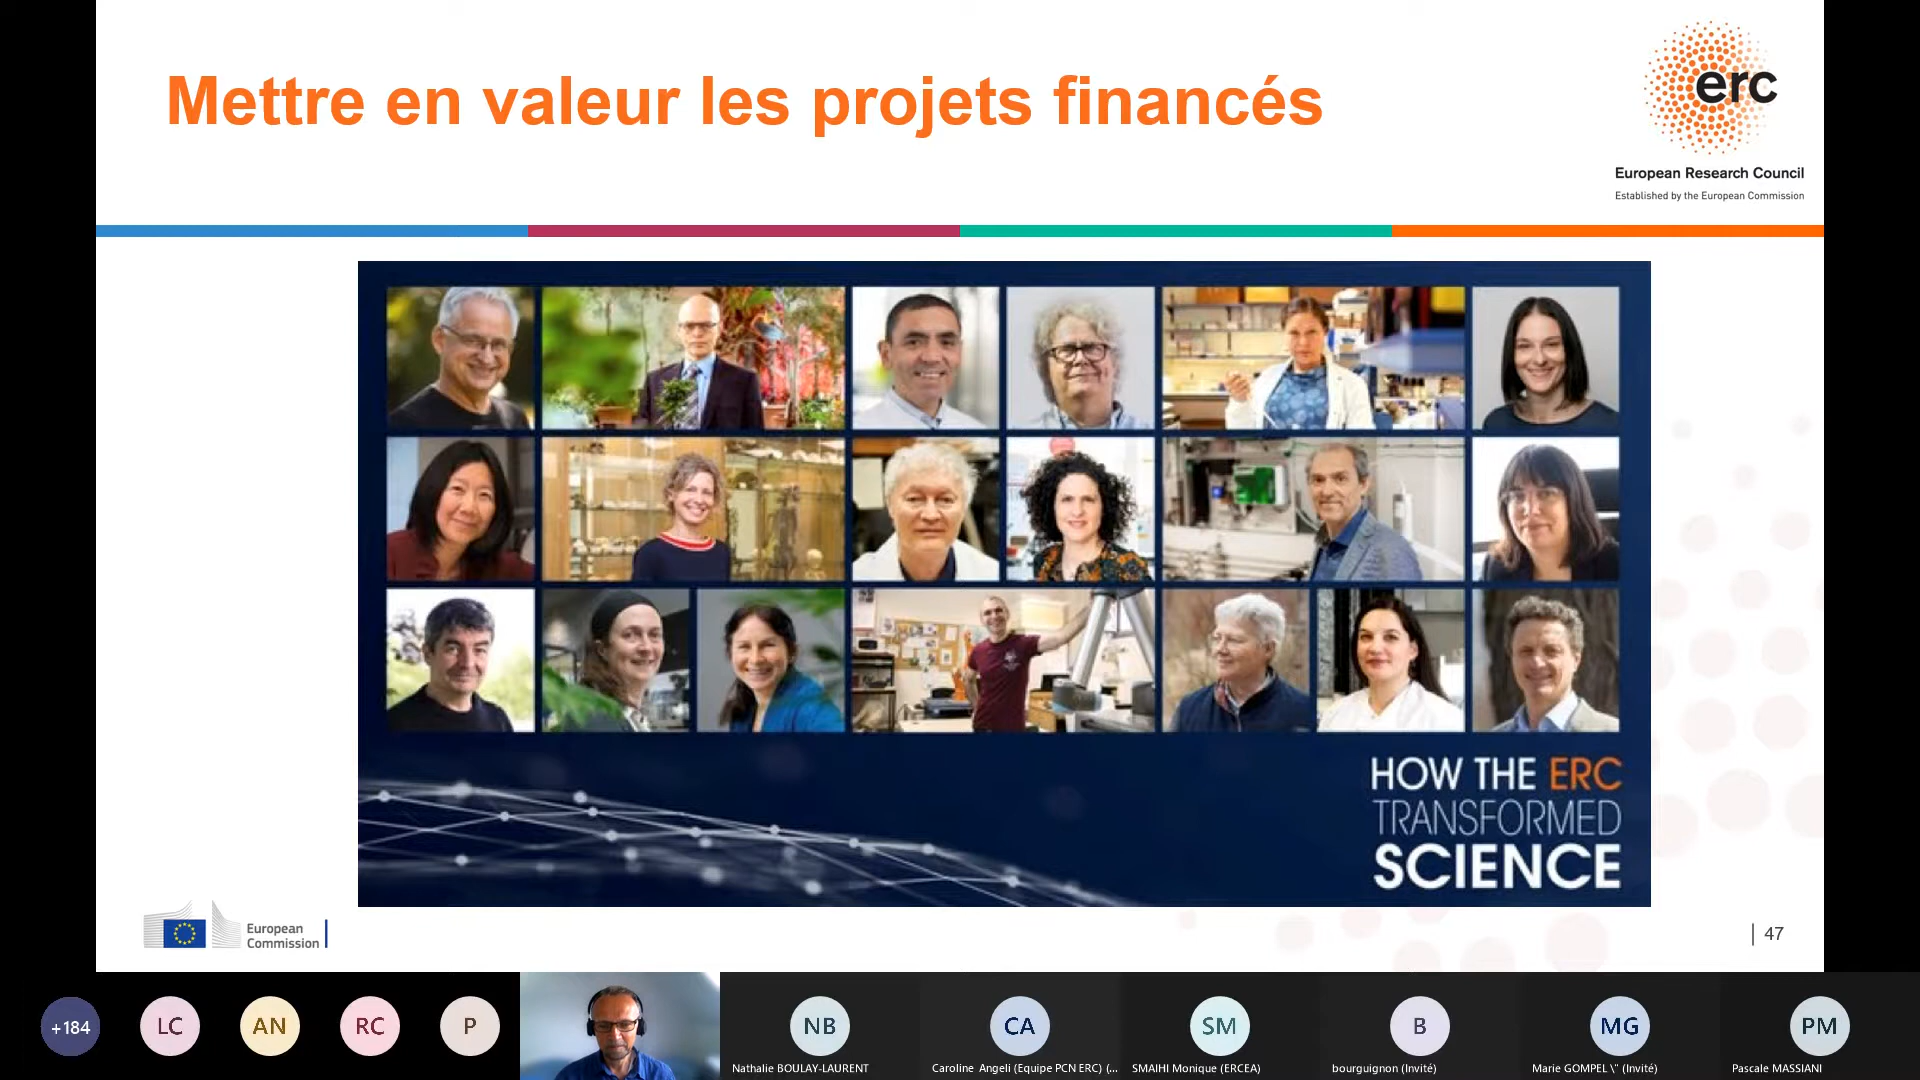 Mettre en valeur les projets financés
erc
European Research Council
Established by the European Commission
HOW THE ERC
TRANSFORMED
SCIENCE
European
Commission
| 47
+184
LC
AN
RC
P
NB
CA
SM
B
MG
PM
Nathalie BOULAY-LAURENT
Caroline Angeli (Equipe PCN ERC) (...
SMAIHI Monique (ERCEA)
bourguignon (Invité)
Marie GOMPEL \" (Invité)
Pascale MASSIANI